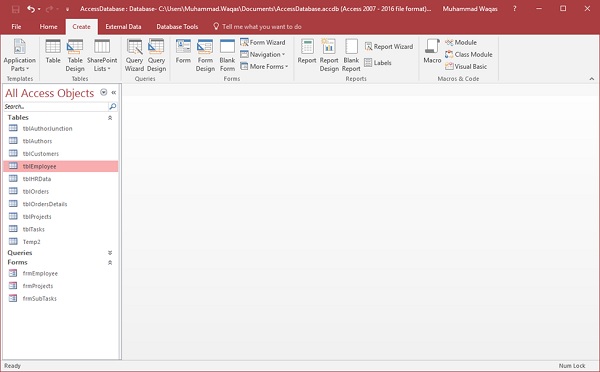 AccessDatabase : Database- C:\Users\Muhammad.Waqas\Documents\AccessDatabase.accdb (Access 2007 - 2016 file format)... Muhammad Waqas ?
File Home Create External Data Database Tools Tell me what you want to do
Application Parts Table Table Design SharePoint Lists Query Wizard Query Design Form Form Design Blank Form Form Wizard Navigation More Forms Report Report Design Blank Report Report Wizard Labels Macro Module Class Module Visual Basic
Templates Tables Queries Forms Reports Macros & Code
All Access Objects
Search...
Tables
tblAuthorJunction
tblAuthors
tblCustomers
tblEmployee
tblHRData
tblOrders
tblOrdersDetails
tblProjects
tblTasks
Temp2
Queries
Forms
frmEmployee
frmProjects
frmSubTasks
Ready Num Lock